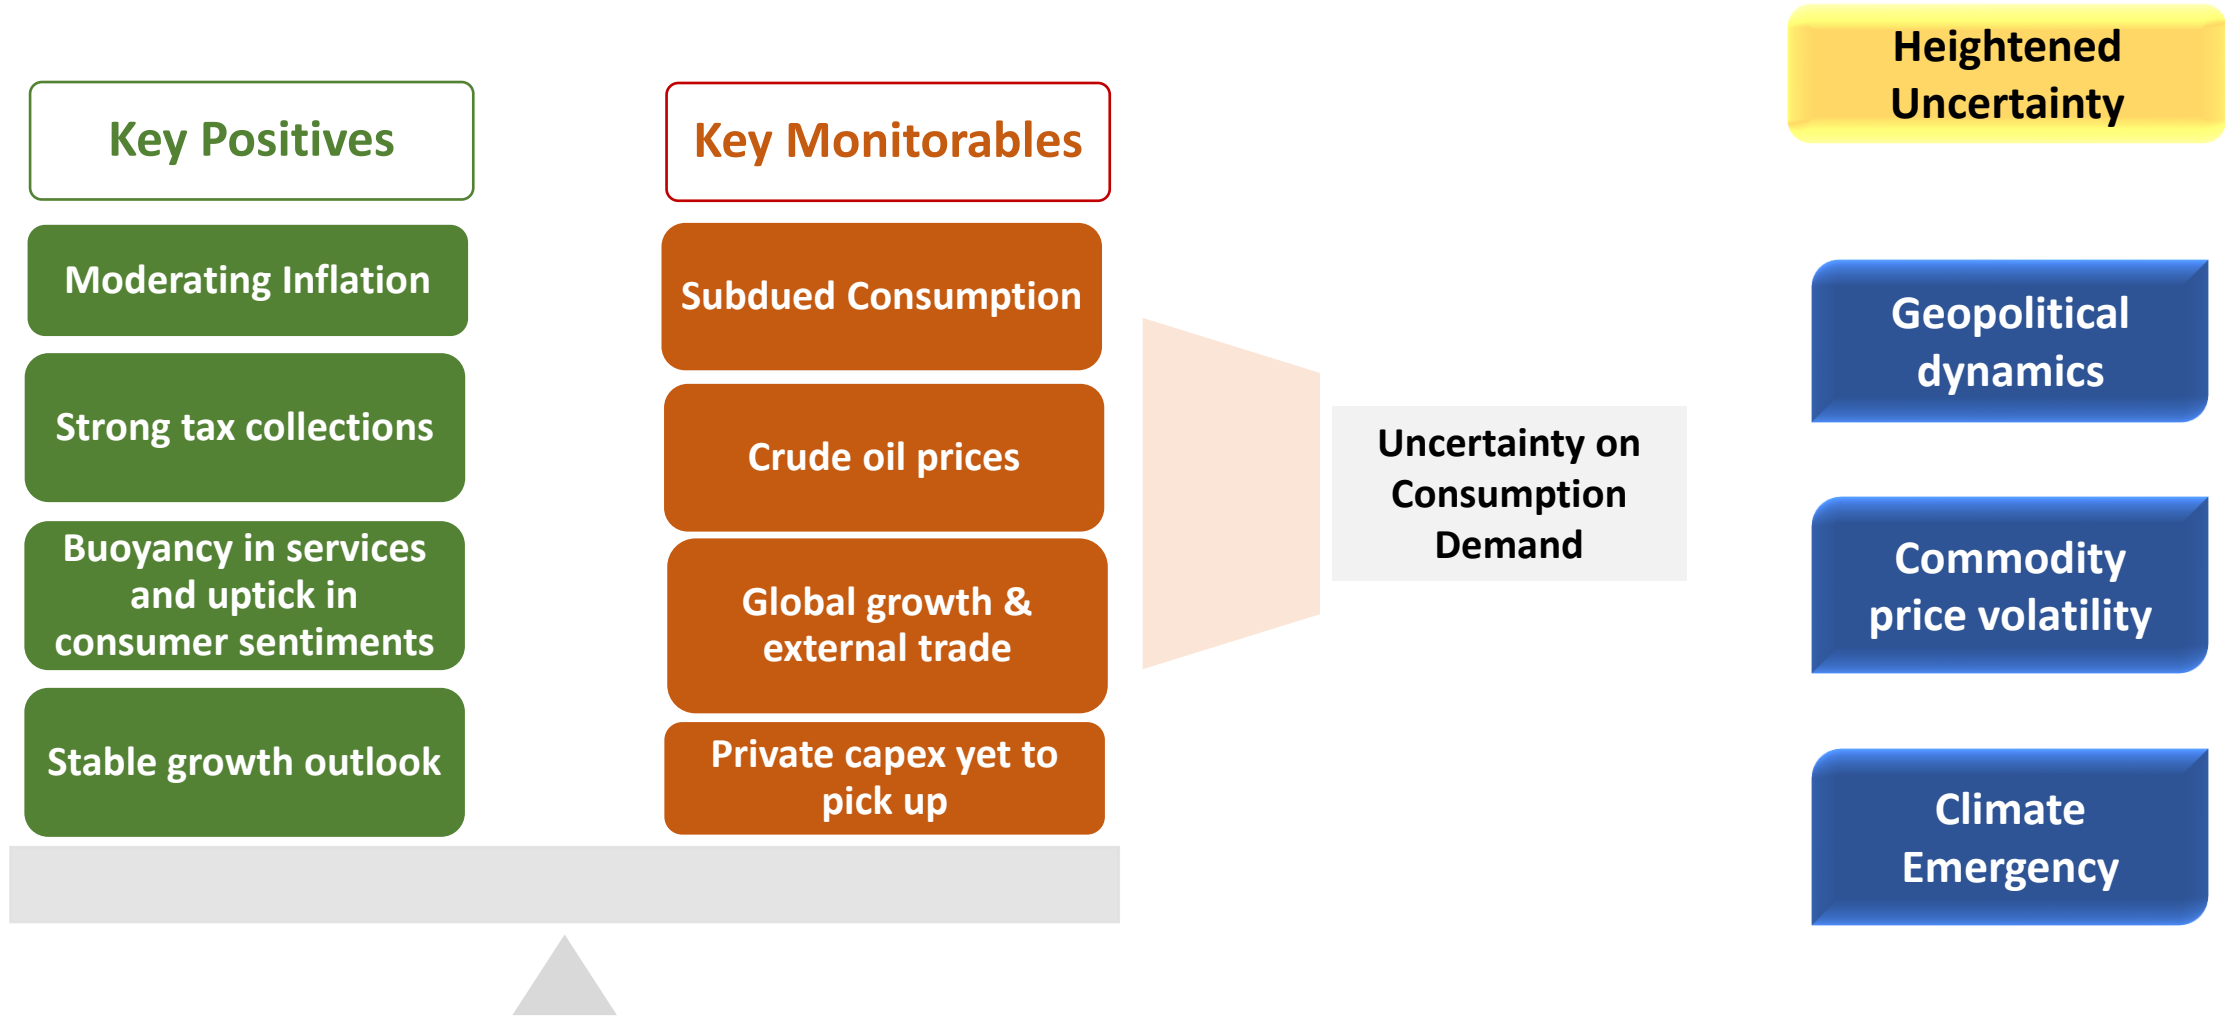 Key Positives
Moderating Inflation
Strong tax collections
Buoyancy in services
and uptick in
consumer sentiments
Stable growth outlook
Key Monitorables
Subdued Consumption
Crude oil prices
Global growth &
external trade
Private capex yet to
pick up
Uncertainty on
Consumption
Demand
Heightened
Uncertainty
Geopolitical
dynamics
Commodity
price volatility
Climate
Emergency